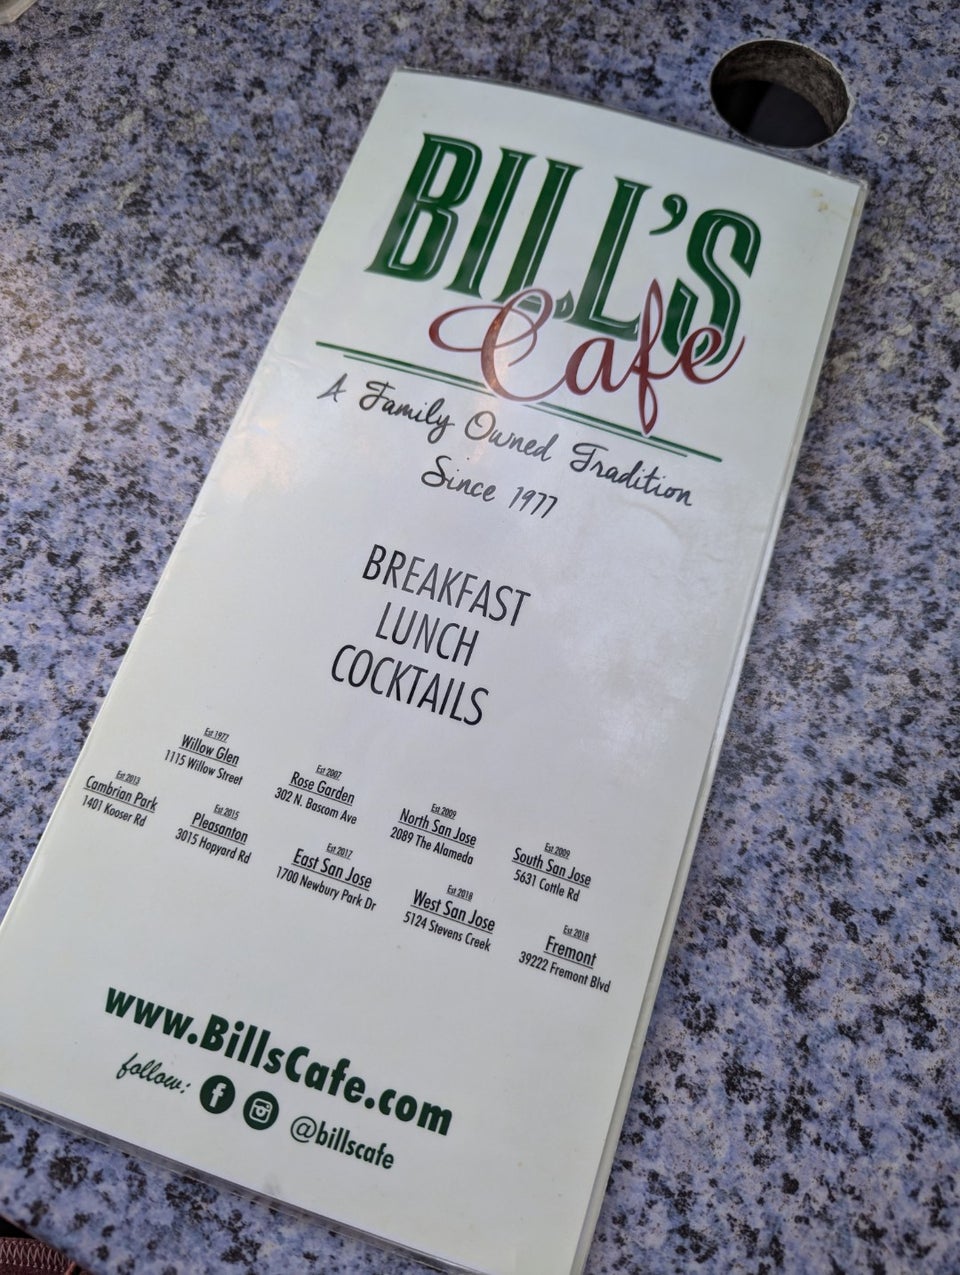 BILL'S
Cafe
A Family Owned Tradition
Since 1977
BREAKFAST
LUNCH
COCKTAILS
Est 1977
Willow Glen
1115 Willow Street
Est 2007
Rose Garden
302 N. Bascom Ave
Est 2009
North San Jose
2089 The Alameda
Est 2009
South San Jose
5631 Cottle Rd
Est 2013
Cambrian Park
1401 Kooser Rd
Est 2015
Pleasanton
3015 Hopyard Rd
Est 2017
East San Jose
1700 Newbury Park Dr
Est 2018
West San Jose
5124 Stevens Creek
Est 2018
Fremont
39222 Fremont Blvd
www.BillsCafe.com
follow: f @billscafe